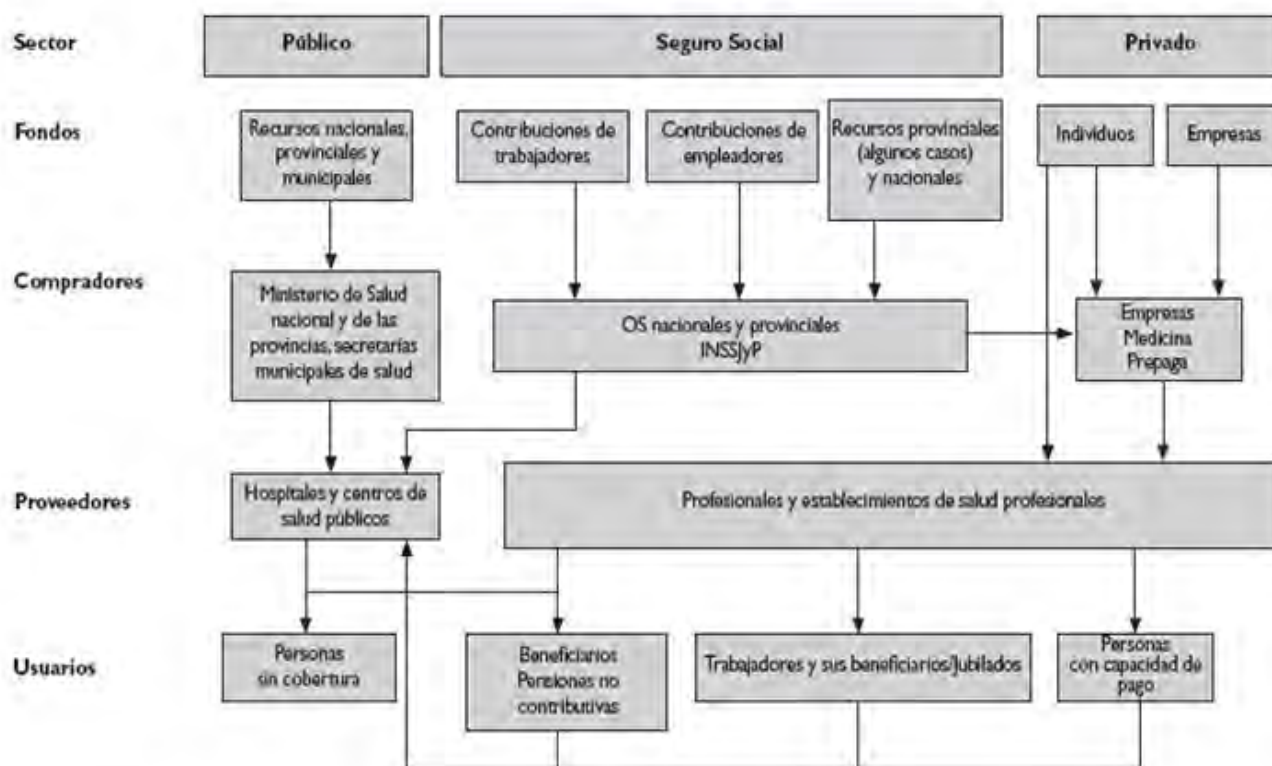 Sector
Público
Seguro Social
Privado
Fondos
Recursos nacionales,
provinciales y
municipales
Contribuciones de
trabajadores
Contribuciones de
empleadores
Recursos provinciales
(algunos casos)
y nacionales
Individuos
Empresas
Compradores
Ministerio de Salud
nacional y de las
provincias, secretarías
municipales de salud
OS nacionales y provinciales
INSSJyP
Empresas
Medicina
Prepaga
Proveedores
Hospitales y centros de
salud públicos
Profesionales y establecimientos de salud profesionales
Usuarios
Personas
sin cobertura
Beneficiarios
Pensiones no
contributivas
Trabajadores y sus beneficiarios/Jubilados
Personas
con capacidad de
pago